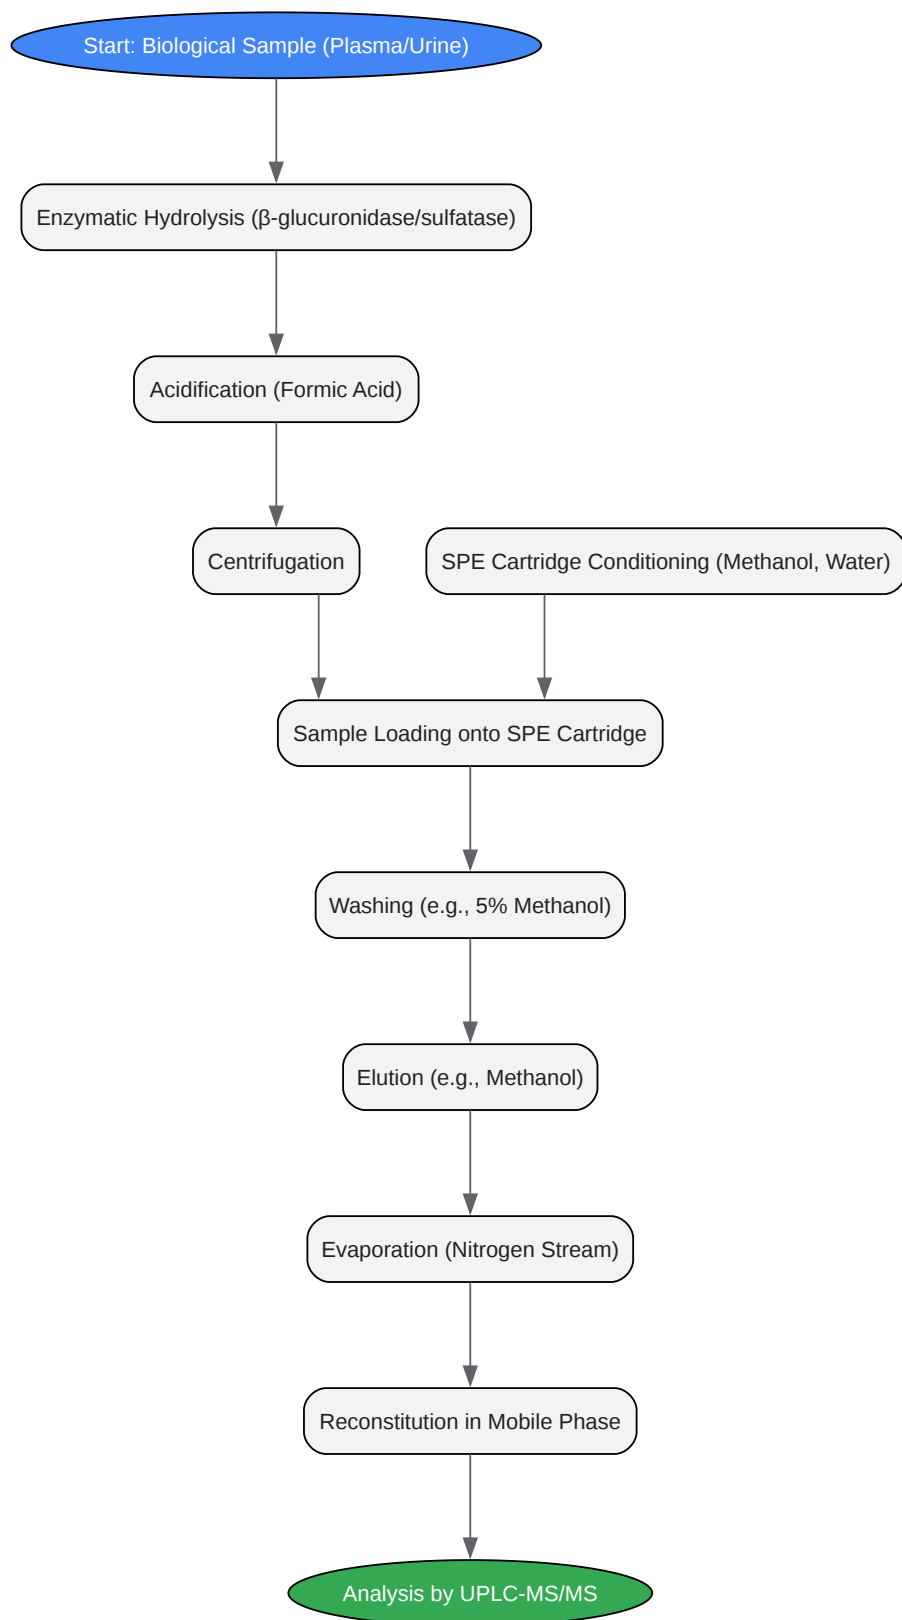 Start: Biological Sample (Plasma/Urine)
Enzymatic Hydrolysis (β-glucuronidase/sulfatase)
Acidification (Formic Acid)
Centrifugation
SPE Cartridge Conditioning (Methanol, Water)
Sample Loading onto SPE Cartridge
Washing (e.g., 5% Methanol)
Elution (e.g., Methanol)
Evaporation (Nitrogen Stream)
Reconstitution in Mobile Phase
Analysis by UPLC-MS/MS